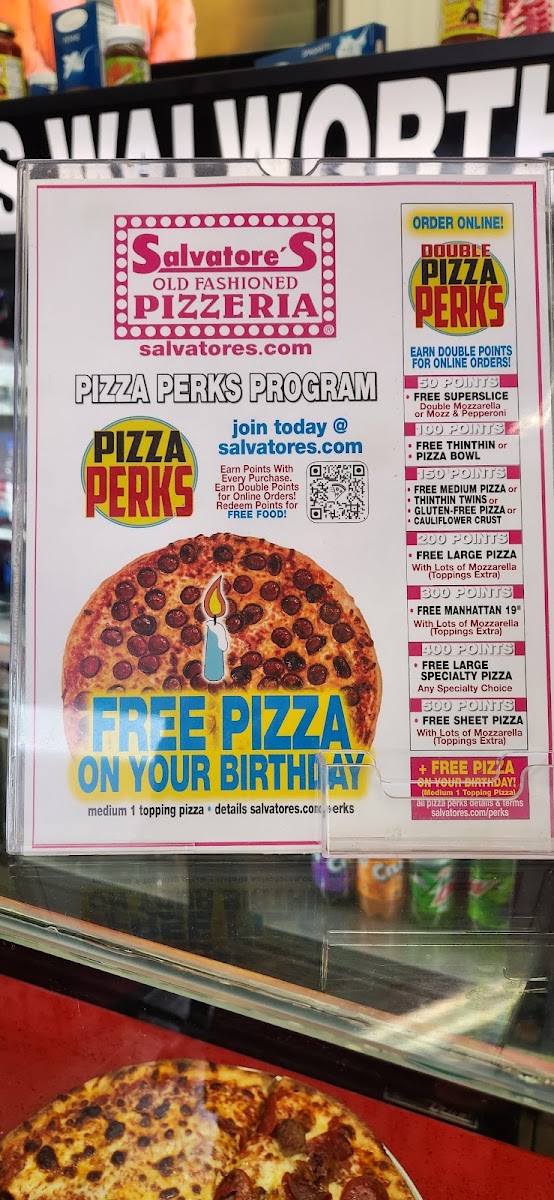 SPAGHETTI
S WALWORTH
Salvatore'S
OLD FASHIONED
PIZZERIA
®
salvatores.com
PIZZA PERKS PROGRAM
PIZZA
PERKS
join today @
salvatores.com
Earn Points With
Every Purchase.
Earn Double Points
for Online Orders!
Redeem Points for
FREE FOOD!
FREE PIZZA
ON YOUR BIRTHDAY
medium 1 topping pizza • details salvatores.com/perks
ORDER ONLINE!
DOUBLE
PIZZA
PERKS
EARN DOUBLE POINTS
FOR ONLINE ORDERS!
50 POINTS
• FREE SUPERSLICE
Double Mozzarella
or Mozz & Pepperoni
100 POINTS
• FREE THINTHIN or
• PIZZA BOWL
150 POINTS
• FREE MEDIUM PIZZA or
• THINTHIN TWINS or
• GLUTEN-FREE PIZZA or
• CAULIFLOWER CRUST
200 POINTS
• FREE LARGE PIZZA
With Lots of Mozzarella
(Toppings Extra)
300 POINTS
• FREE MANHATTAN 19"
With Lots of Mozzarella
(Toppings Extra)
400 POINTS
• FREE LARGE
SPECIALTY PIZZA
Any Specialty Choice
500 POINTS
• FREE SHEET PIZZA
With Lots of Mozzarella
(Toppings Extra)
+ FREE PIZZA
ON YOUR BIRTHDAY!
(Medium 1 Topping Pizza)
all pizza perks details & terms
salvatores.com/perks